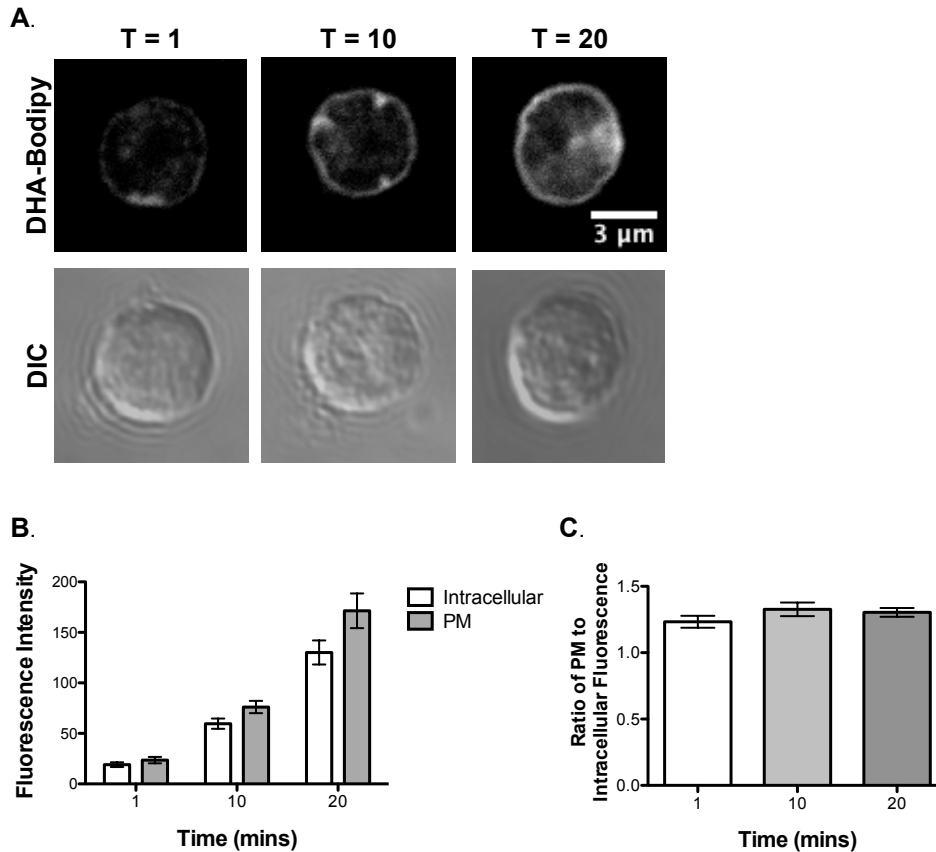 A.
T = 1
T = 10
T = 20
DHA-Bodipy
3 µm
DIC
B.
Fluorescence Intensity
200
150
100
50
0
1
10
20
Time (mins)
Intracellular
PM
C.
Ratio of PM to
Intracellular Fluorescence
1.5
1.0
0.5
0.0
1
10
20
Time (mins)